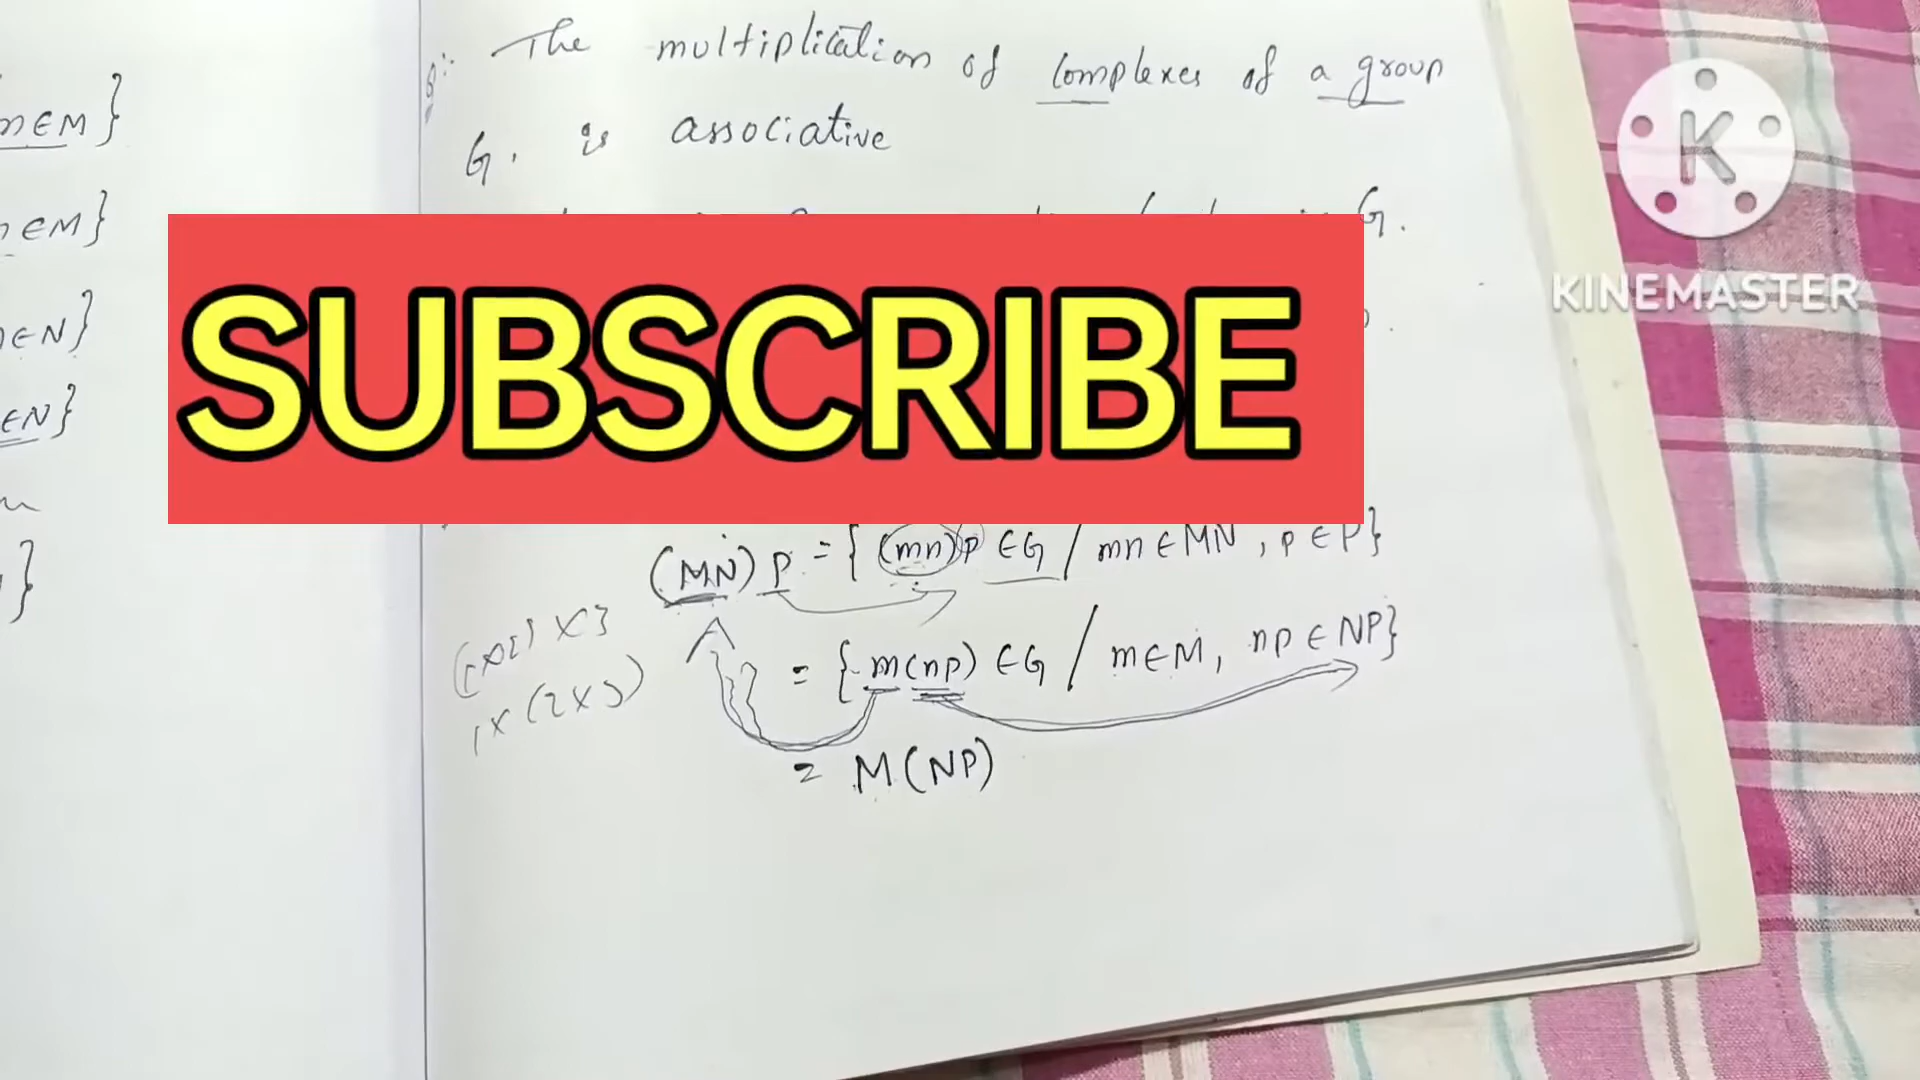 m∈M}
∈M}
∈N}
∈N}
}
The multiplication of complexes of a group
G. is associative
G.
SUBSCRIBE
(MN) P = { (mn)p ∈G / mn ∈ MN , p ∈ P}
= { m(np) ∈G / m∈M, np ∈ NP}
= M(NP)
(1×2) ×3
1× (2×3)
K
KINEMASTER